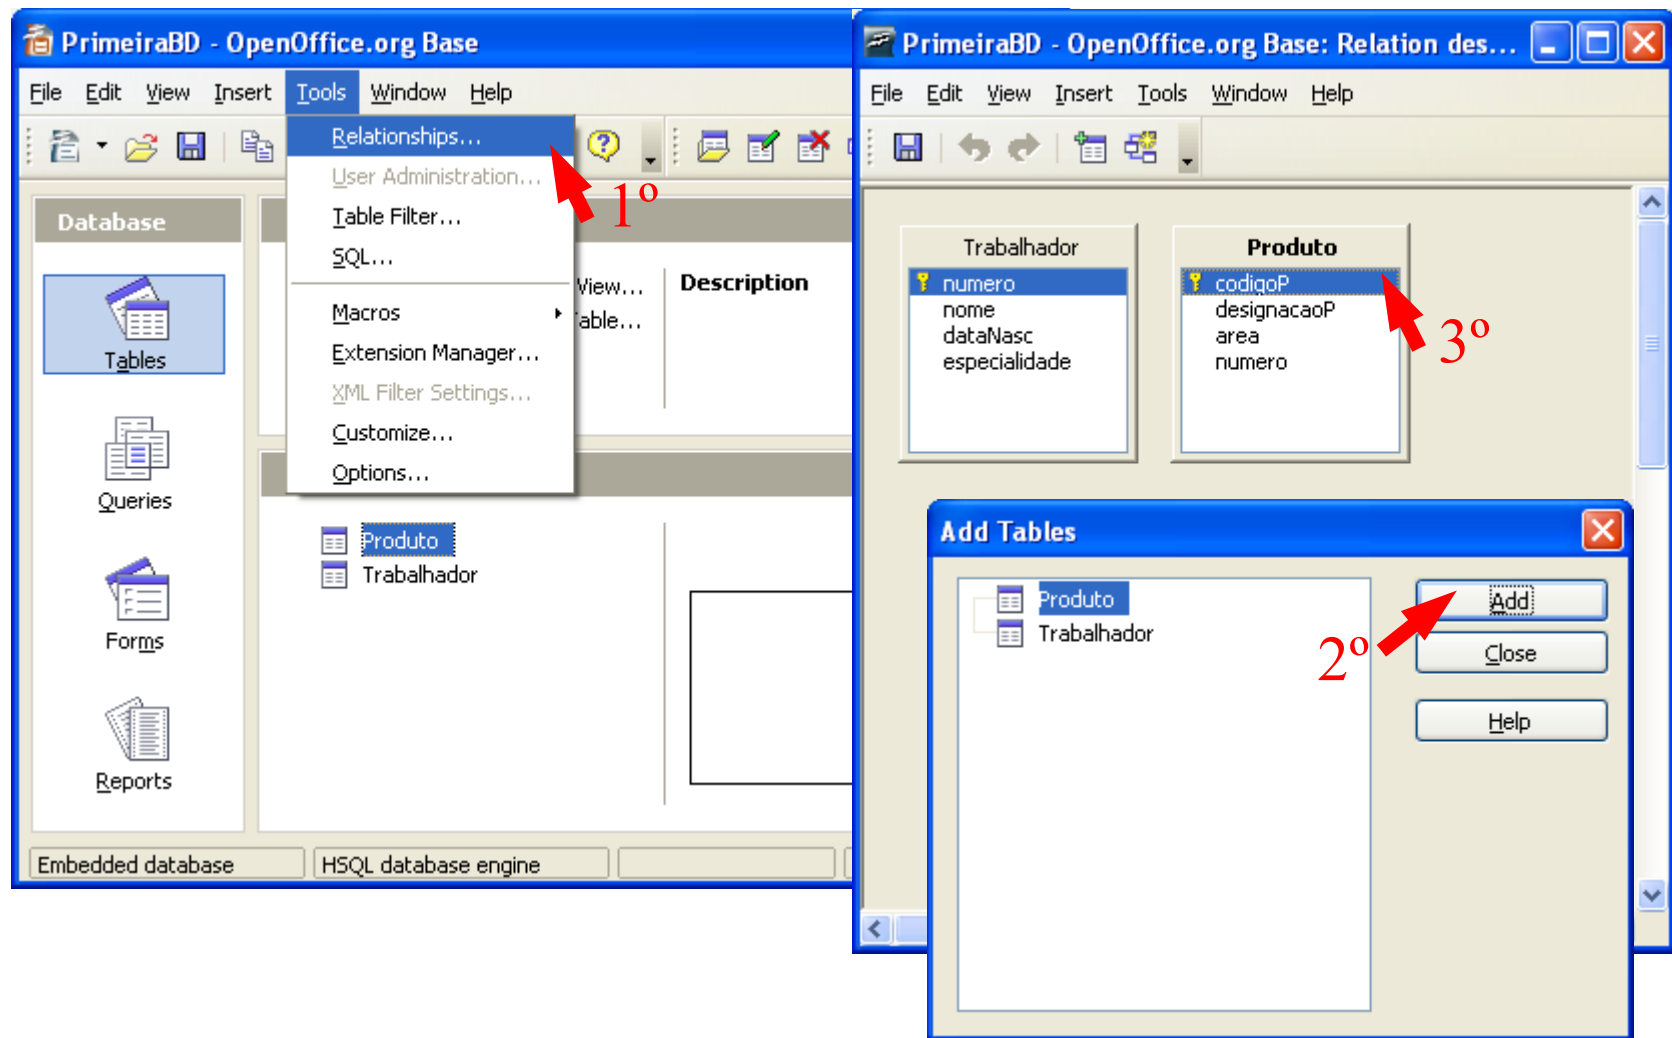 PrimeiraBD - OpenOffice.org Base
File Edit View Insert Tools Window Help
Relationships...
User Administration...
Table Filter...
SQL...
Macros
Extension Manager...
XML Filter Settings...
Customize...
Options...
1º
Database
Tables
Queries
Forms
Reports
View...
Table...
Description
Produto
Trabalhador
Embedded database
HSQL database engine
PrimeiraBD - OpenOffice.org Base: Relation des...
File Edit View Insert Tools Window Help
Trabalhador
numero
nome
dataNasc
especialidade
Produto
codigoP
designacaoP
area
numero
3º
Add Tables
Produto
Trabalhador
Add
Close
Help
2º